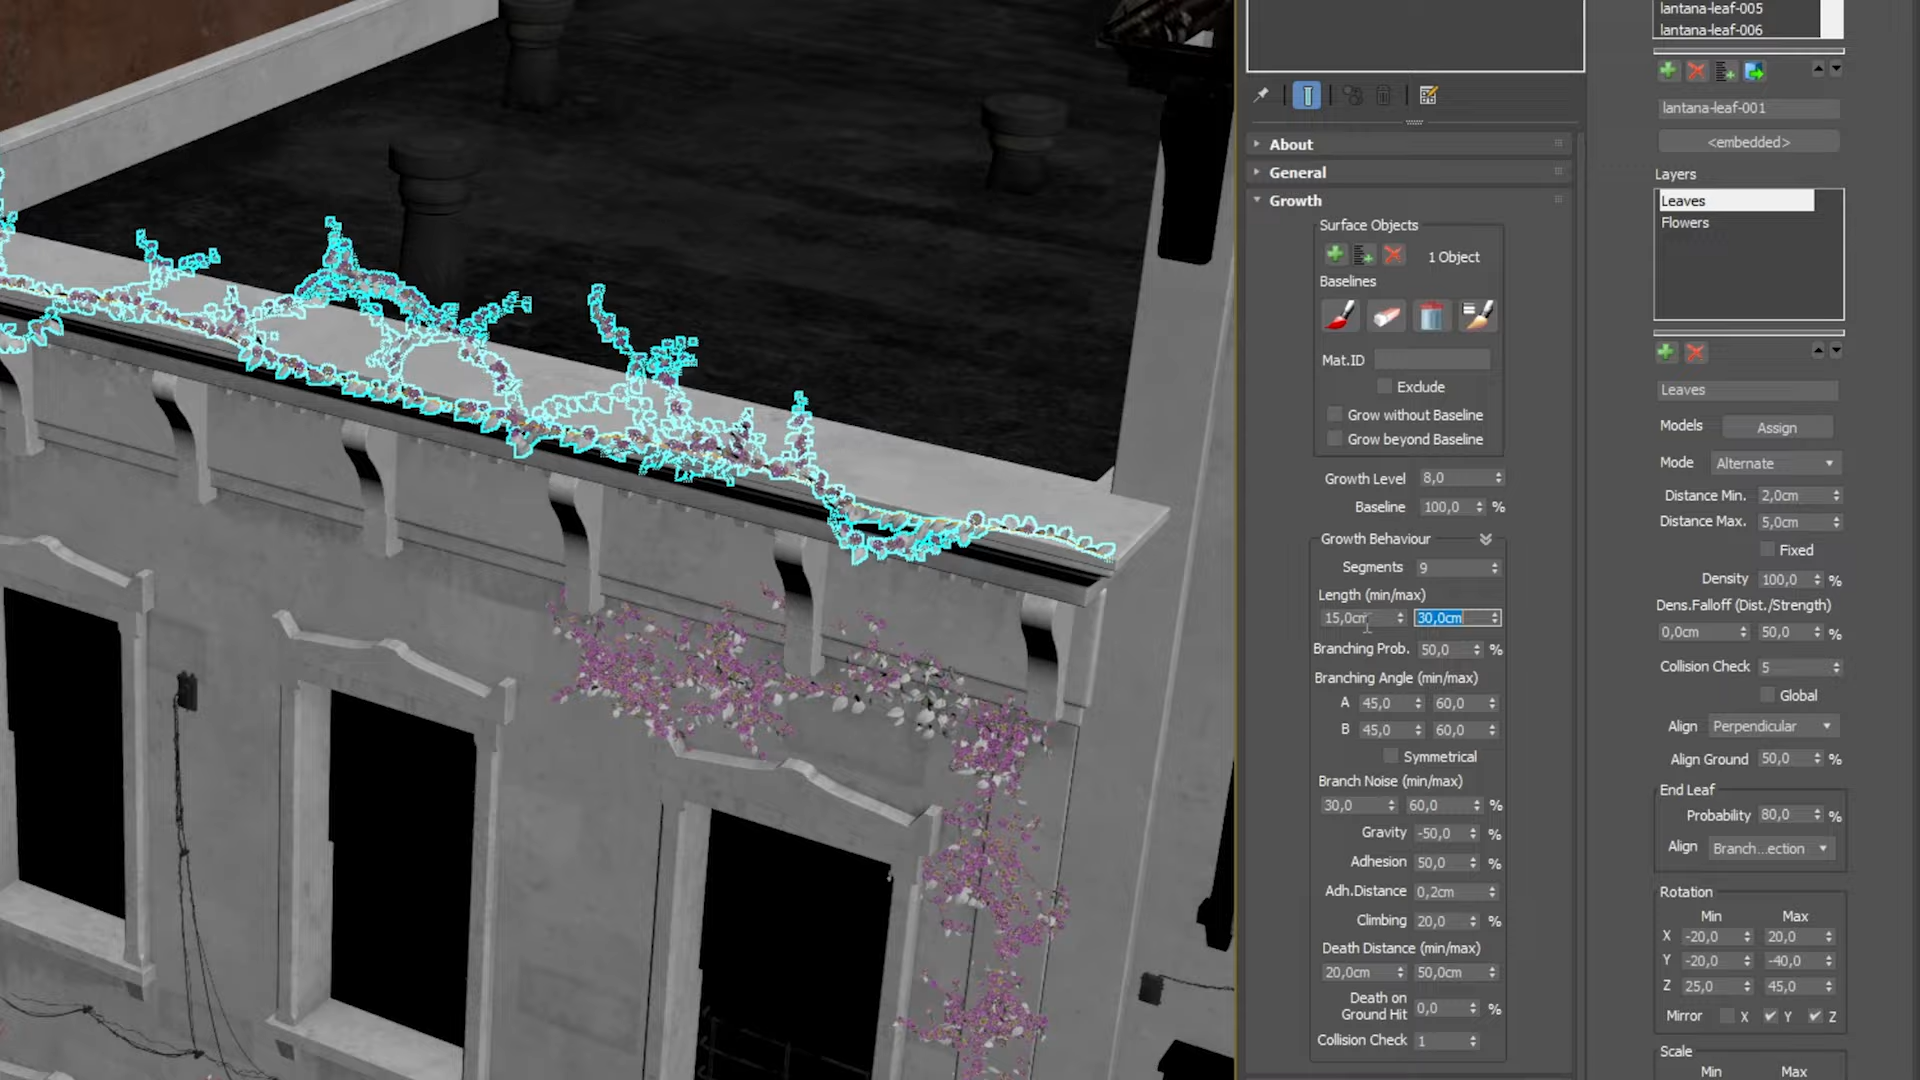 lantana-leaf-005
lantana-leaf-006
lantana-leaf-001
<embedded>
Layers
Leaves
Flowers
Leaves
Models Assign
Mode Alternate
Distance Min. 2,0cm
Distance Max. 5,0cm
Fixed
Density 100,0 %
Dens.Falloff (Dist./Strength)
0,0cm 50,0 %
Collision Check 5
Global
Align Perpendicular
Align Ground 50,0 %
End Leaf
Probability 80,0 %
Align Branch...ection
Rotation
Min Max
X -20,0 20,0
Y -20,0 -40,0
Z 25,0 45,0
Mirror X Y Z
Scale
Min Max
About
General
Growth
Surface Objects
1 Object
Baselines
Mat.ID
Exclude
Grow without Baseline
Grow beyond Baseline
Growth Level 8,0
Baseline 100,0 %
Growth Behaviour
Segments 9
Length (min/max)
15,0cm 30,0cm
Branching Prob. 50,0 %
Branching Angle (min/max)
A 45,0 60,0
B 45,0 60,0
Symmetrical
Branch Noise (min/max)
30,0 60,0 %
Gravity -50,0 %
Adhesion 50,0 %
Adh.Distance 0,2cm
Climbing 20,0 %
Death Distance (min/max)
20,0cm 50,0cm
Death on
Ground Hit 0,0 %
Collision Check 1